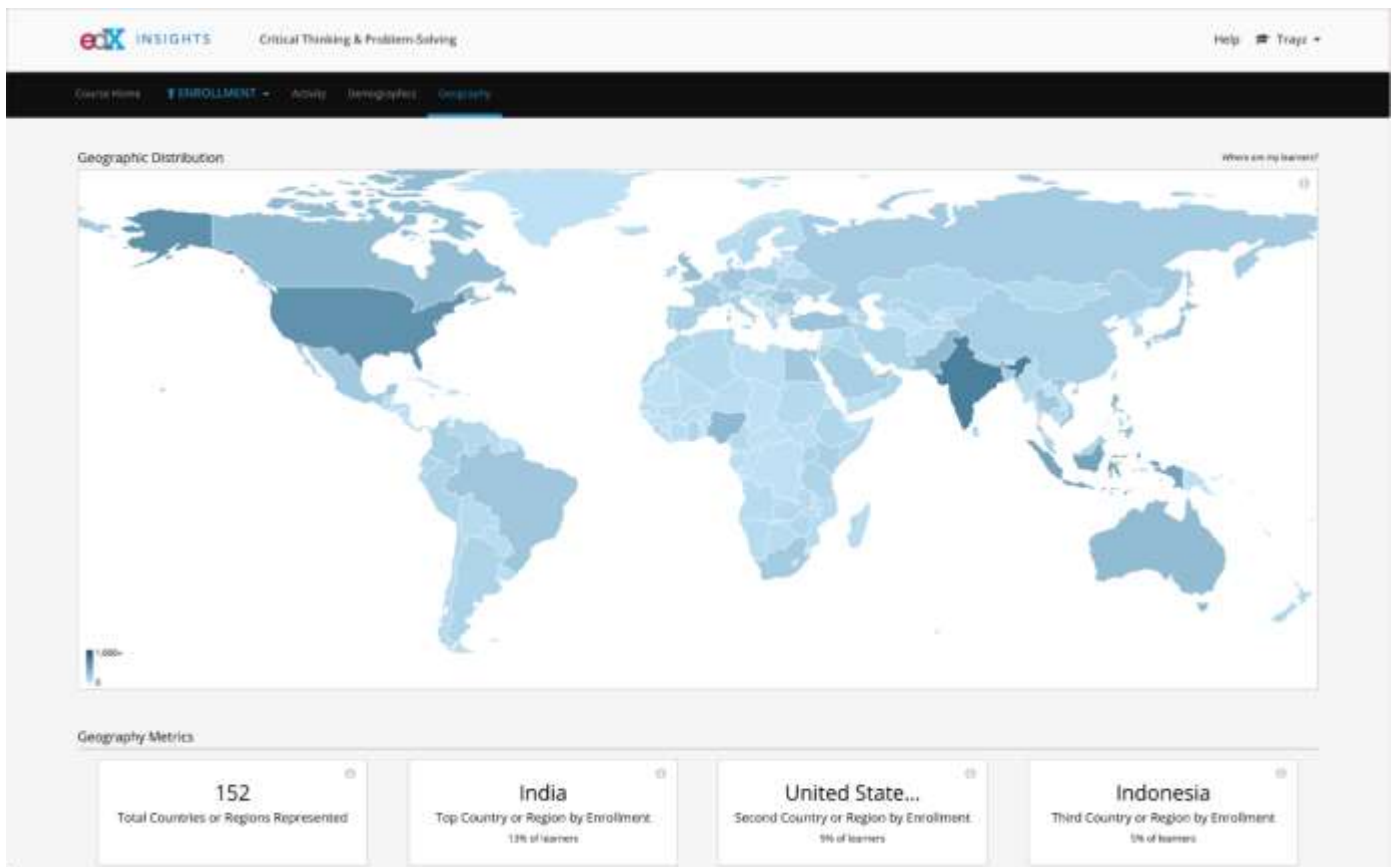 edX INSIGHTS Critical Thinking & Problem-Solving Help Trayz
Course Home ENROLLMENT Activity Demographics Geography
Geographic Distribution Where are my learners?
1,000+
0
Geography Metrics
152 India United State... Indonesia
Total Countries or Regions Represented Top Country or Region by Enrollment Second Country or Region by Enrollment Third Country or Region by Enrollment
13% of learners 9% of learners 5% of learners